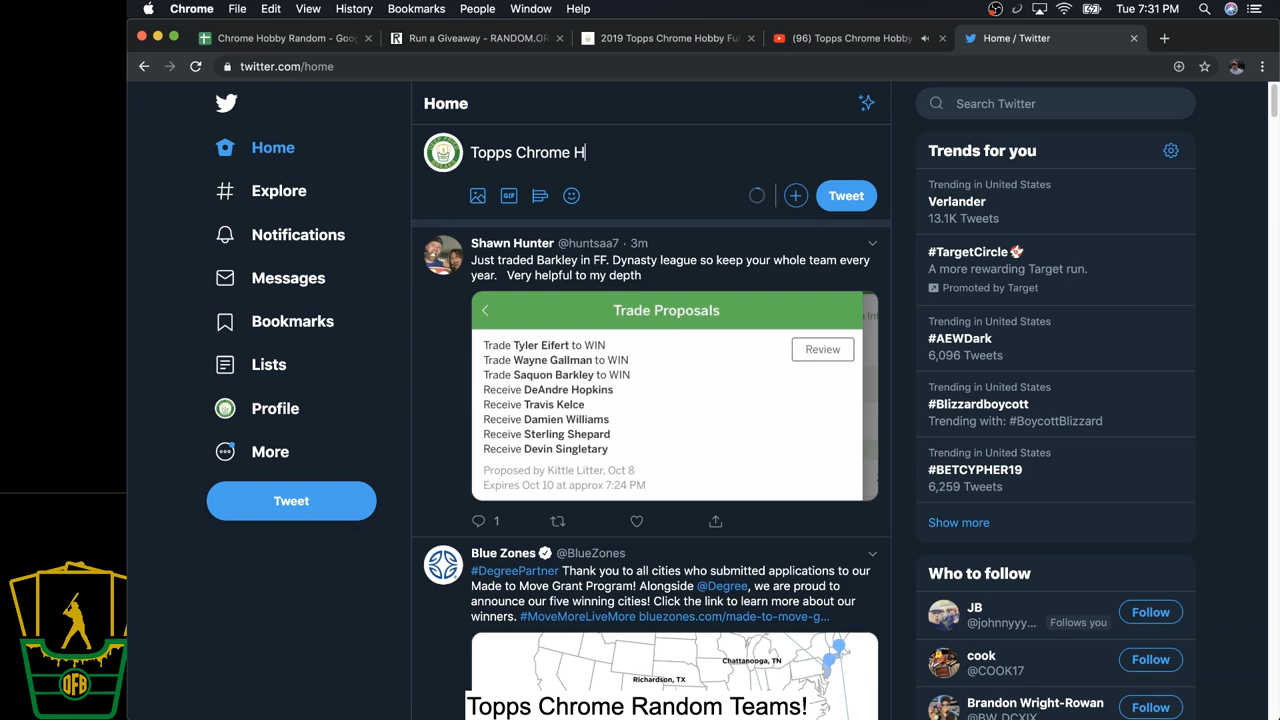 Chrome File Edit View History Bookmarks People Window Help Tue 7:31 PM
Chrome Hobby Random - Goog Run a Giveaway - RANDOM.OR 2019 Topps Chrome Hobby Ful (96) Topps Chrome Hobby Home / Twitter
twitter.com/home
Home
Search Twitter
Topps Chrome H
Home
Explore
Notifications
Messages
Bookmarks
Lists
Profile
More
Tweet
GIF
Tweet
Shawn Hunter @huntsaa7 · 3m
Just traded Barkley in FF. Dynasty league so keep your whole team every
year. Very helpful to my depth
Trade Proposals
Trade Tyler Eifert to WIN
Trade Wayne Gallman to WIN
Trade Saquon Barkley to WIN
Receive DeAndre Hopkins
Receive Travis Kelce
Receive Damien Williams
Receive Sterling Shepard
Receive Devin Singletary
Review
Proposed by Kittle Litter, Oct 8
Expires Oct 10 at approx 7:24 PM
1
Blue Zones @BlueZones
#DegreePartner Thank you to all cities who submitted applications to our
Made to Move Grant Program! Alongside @Degree, we are proud to
announce our five winning cities! Click the link to learn more about our
winners. #MoveMoreLiveMore bluezones.com/made-to-move-g...
Chattanooga, TN
Richardson, TX
Topps Chrome Random Teams!
Trends for you
Trending in United States
Verlander
13.1K Tweets
#TargetCircle
A more rewarding Target run.
Promoted by Target
Trending in United States
#AEWDark
6,096 Tweets
Trending in United States
#Blizzardboycott
Trending with: #BoycottBlizzard
Trending in United States
#BETCYPHER19
6,259 Tweets
Show more
Who to follow
JB
@johnnyyy... Follows you
Follow
cook
@COOK17
Follow
Brandon Wright-Rowan
@BW_DCXIX
Follow
OFB